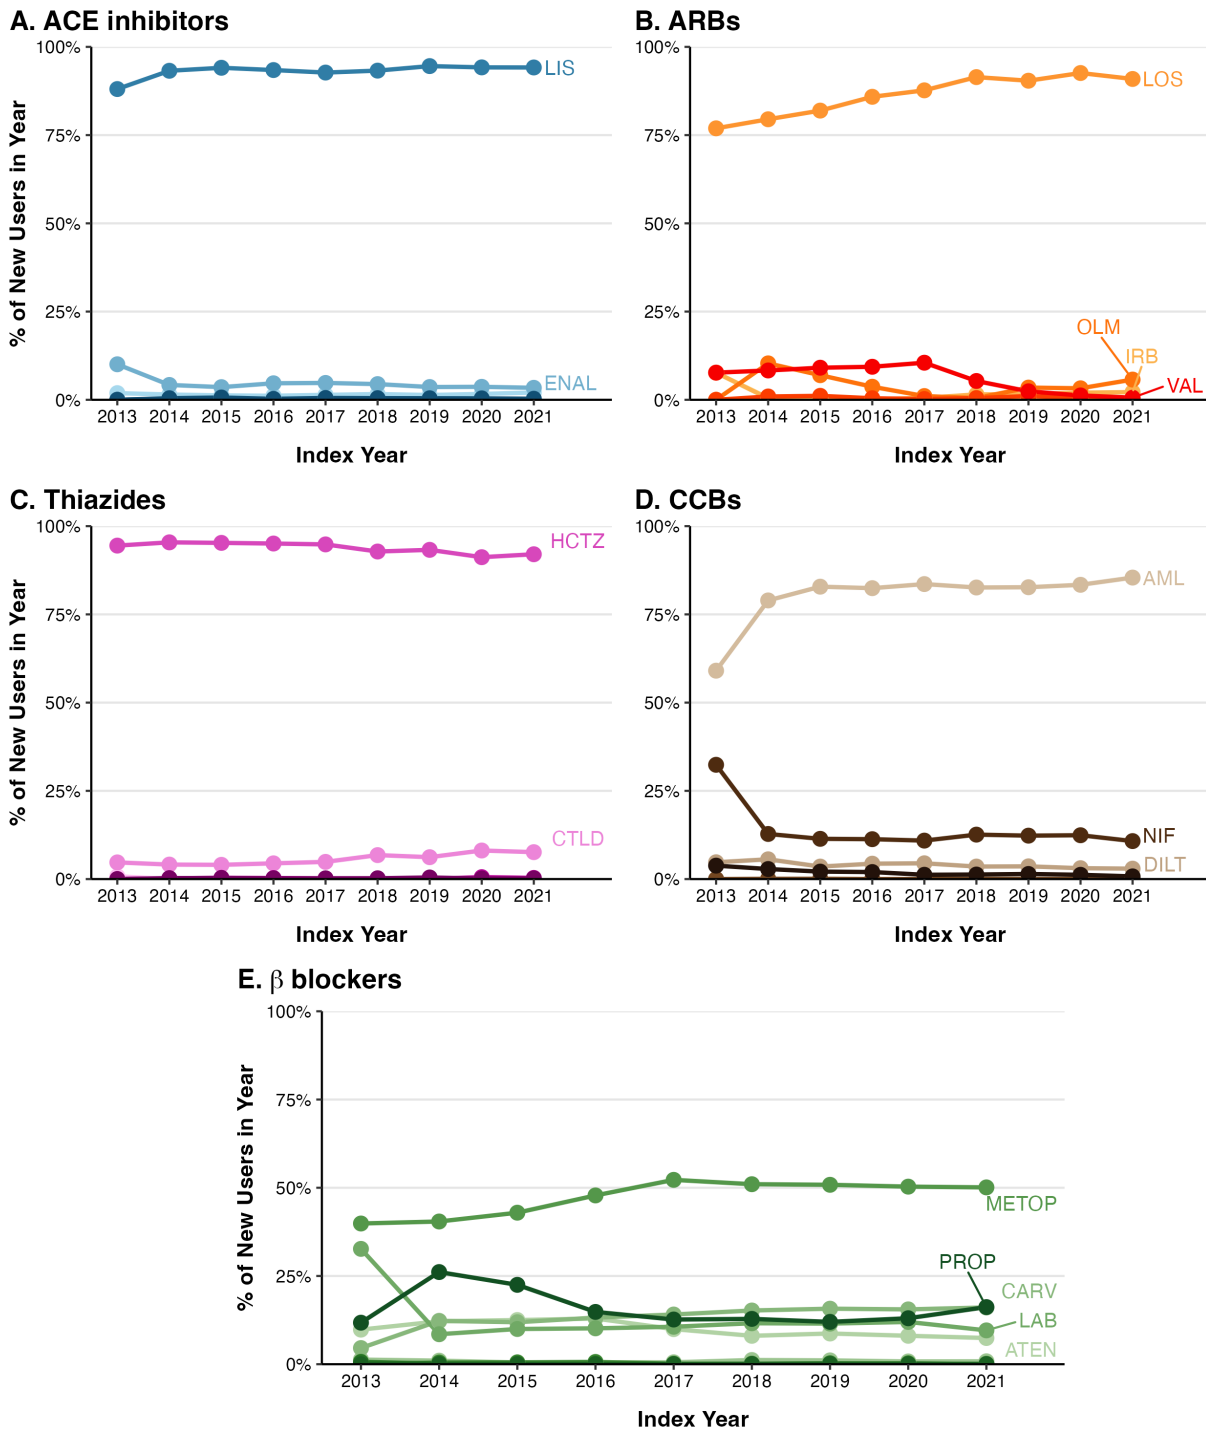 A. ACE inhibitors
% of New Users in Year
100%
75%
50%
25%
0%
LIS
ENAL
2013 2014 2015 2016 2017 2018 2019 2020 2021
Index Year
B. ARBs
100%
75%
50%
25%
0%
LOS
OLM
IRB
VAL
2013 2014 2015 2016 2017 2018 2019 2020 2021
Index Year
C. Thiazides
% of New Users in Year
100%
75%
50%
25%
0%
HCTZ
CTLD
2013 2014 2015 2016 2017 2018 2019 2020 2021
Index Year
D. CCBs
100%
75%
50%
25%
0%
AML
NIF
DILT
2013 2014 2015 2016 2017 2018 2019 2020 2021
Index Year
E. β blockers
% of New Users in Year
100%
75%
50%
25%
0%
METOP
PROP
CARV
LAB
ATEN
2013 2014 2015 2016 2017 2018 2019 2020 2021
Index Year